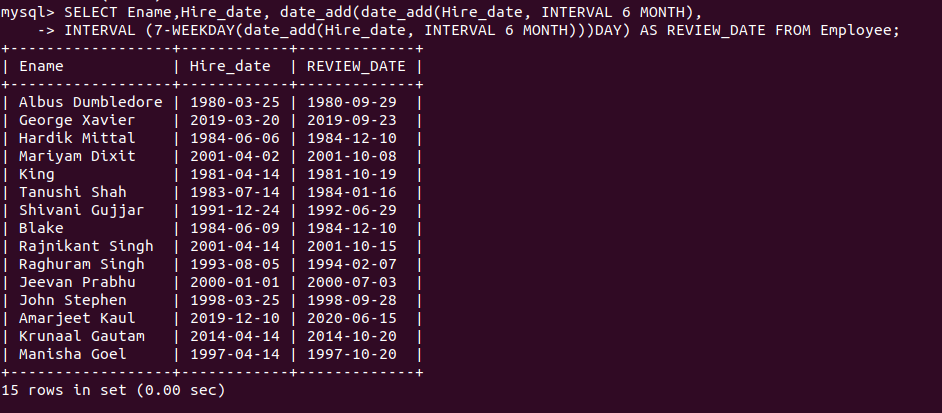 mysql> SELECT Ename,Hire_date, date_add(date_add(Hire_date, INTERVAL 6 MONTH),
    -> INTERVAL (7-WEEKDAY(date_add(Hire_date, INTERVAL 6 MONTH)))DAY) AS REVIEW_DATE FROM Employee;
+------------------+------------+-------------+
| Ename            | Hire_date  | REVIEW_DATE |
+------------------+------------+-------------+
| Albus Dumbledore | 1980-03-25 | 1980-09-29  |
| George Xavier    | 2019-03-20 | 2019-09-23  |
| Hardik Mittal    | 1984-06-06 | 1984-12-10  |
| Mariyam Dixit    | 2001-04-02 | 2001-10-08  |
| King             | 1981-04-14 | 1981-10-19  |
| Tanushi Shah     | 1983-07-14 | 1984-01-16  |
| Shivani Gujjar   | 1991-12-24 | 1992-06-29  |
| Blake            | 1984-06-09 | 1984-12-10  |
| Rajnikant Singh  | 2001-04-14 | 2001-10-15  |
| Raghuram Singh   | 1993-08-05 | 1994-02-07  |
| Jeevan Prabhu    | 2000-01-01 | 2000-07-03  |
| John Stephen     | 1998-03-25 | 1998-09-28  |
| Amarjeet Kaul    | 2019-12-10 | 2020-06-15  |
| Krunaal Gautam   | 2014-04-14 | 2014-10-20  |
| Manisha Goel     | 1997-04-14 | 1997-10-20  |
+------------------+------------+-------------+
15 rows in set (0.00 sec)